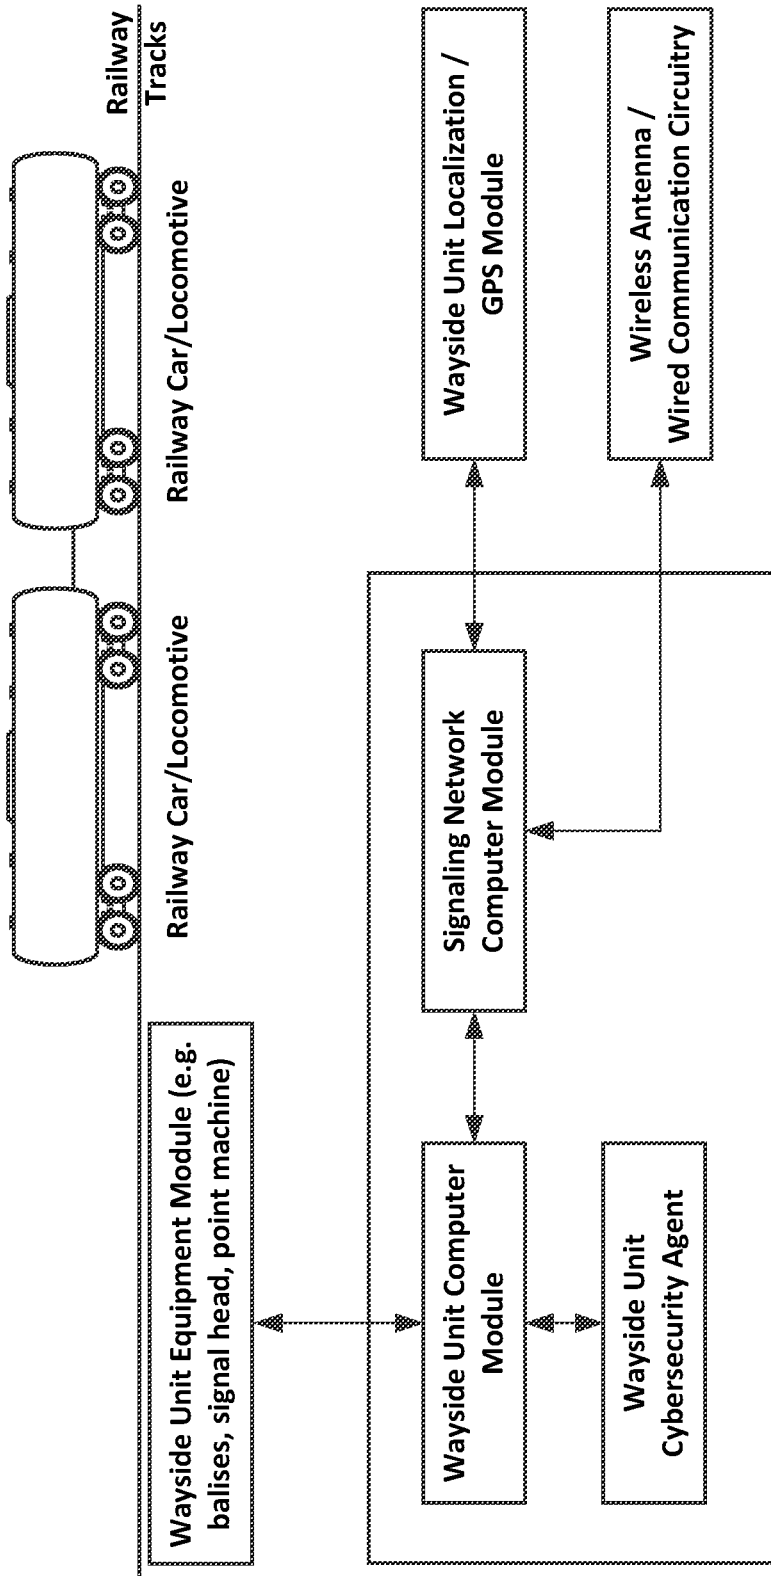 Railway
Tracks
Railway Car/Locomotive
Railway Car/Locomotive
Wayside Unit Equipment Module (e.g.
balises, signal head, point machine)
Wayside Unit Computer
Module
Signaling Network
Computer Module
Wayside Unit Localization /
GPS Module
Wayside Unit
Cybersecurity Agent
Wireless Antenna /
Wired Communication Circuitry